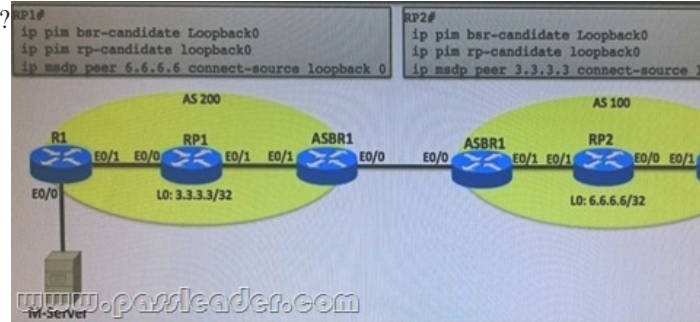 ?
RP1#
ip pim bsr-candidate Loopback0
ip pim rp-candidate loopback0
ip msdp peer 6.6.6.6 connect-source loopback 0
RP2#
ip pim bsr-candidate Loopback0
ip pim rp-candidate loopback0
ip msdp peer 3.3.3.3 connect-source
AS 200
AS 100
R1
RP1
ASBR1
ASBR1
RP2
E0/1
E0/0
E0/1
E0/1
E0/0
E0/0
E0/1
E0/1
E0/0
E0/0
L0: 3.3.3.3/32
L0: 6.6.6.6/32
M-Server
www.passleader.com